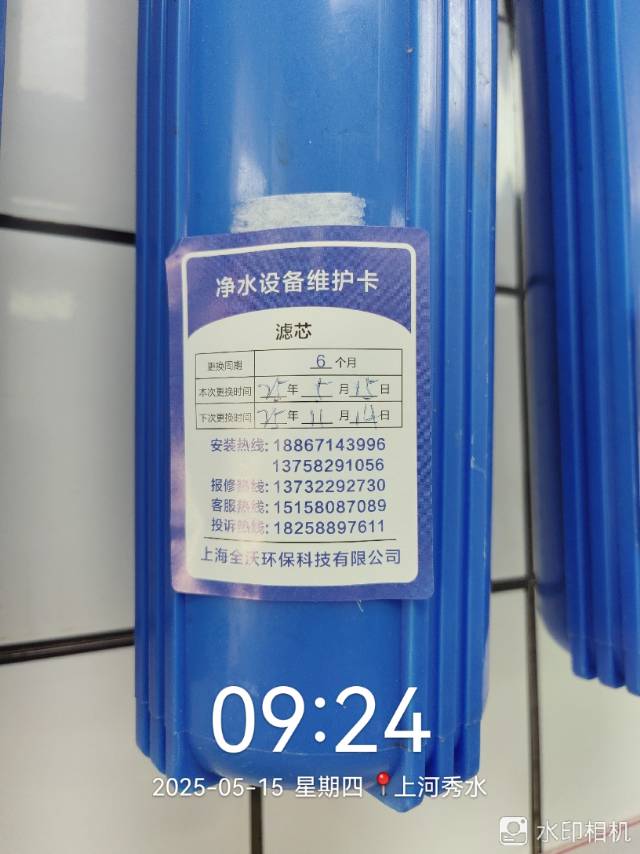 净水设备维护卡
滤芯
更换周期 6 个月
本次更换时间 25 年 5 月 15 日
下次更换时间 25 年 11 月 14 日
安装热线: 18867143996
13758291056
报修热线: 13732292730
客服热线: 15158087089
投诉热线: 18258897611
上海全沃环保科技有限公司
09:24
2025-05-15 星期四 📍上河秀水
水印相机